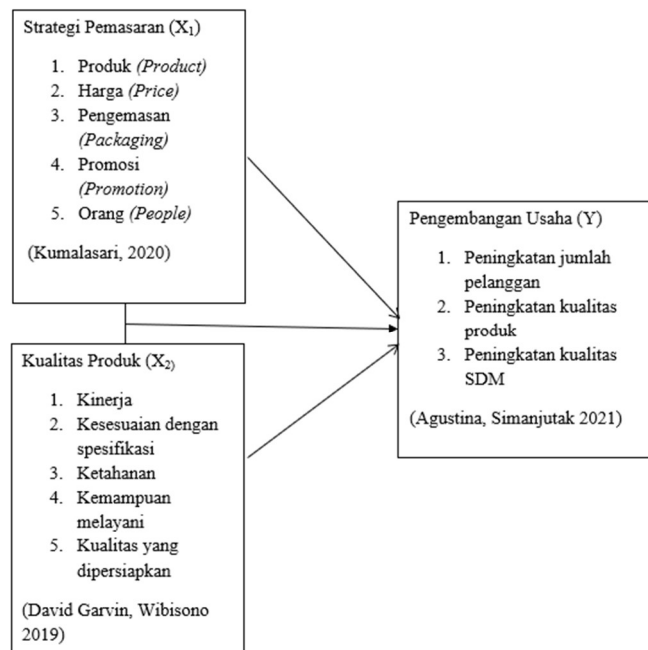 Strategi Pemasaran (X₁)
1. Produk (Product)
2. Harga (Price)
3. Pengemasan
(Packaging)
4. Promosi
(Promotion)
5. Orang (People)
(Kumalasari, 2020)
Kualitas Produk (X₂)
1. Kinerja
2. Kesesuaian dengan
spesifikasi
3. Ketahanan
4. Kemampuan
melayani
5. Kualitas yang
dipersiapkan
(David Garvin, Wibisono
2019)
Pengembangan Usaha (Y)
1. Peningkatan jumlah
pelanggan
2. Peningkatan kualitas
produk
3. Peningkatan kualitas
SDM
(Agustina, Simanjutak 2021)